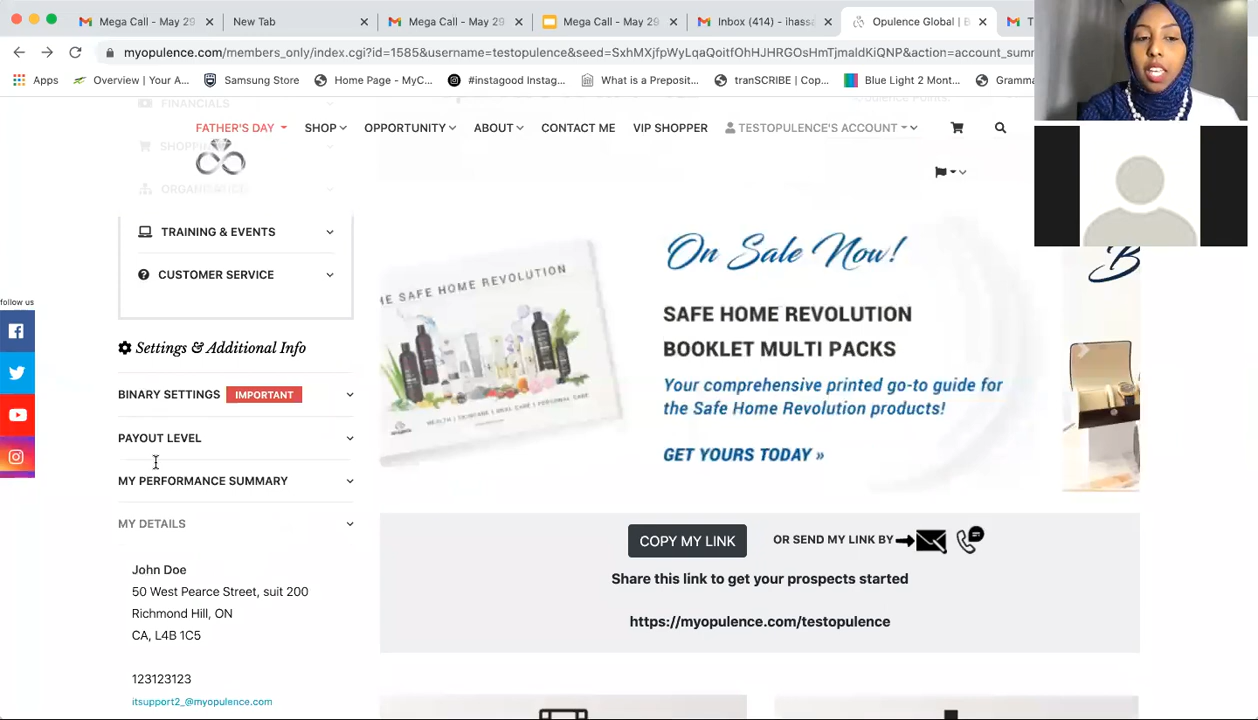 Mega Call - May 29
New Tab
Mega Call - May 29
Mega Call - May 29
Inbox (414) - ihassa
Opulence Global | B
T
myopulence.com/members_only/index.cgi?id=1585&username=testopulence&seed=SxhMXjfpWyLqaQoitfOhHJHRGOsHmTjmaldKiQNP&action=account_summ
Apps
Overview | Your A...
Samsung Store
Home Page - MyC...
#instagood Instag...
What is a Preposit...
tranSCRIBE | Cop...
Blue Light 2 Mont...
Gramma
FINANCIALS
FATHER'S DAY
SHOP
OPPORTUNITY
ABOUT
CONTACT ME
VIP SHOPPER
TESTOPULENCE'S ACCOUNT
TRAINING & EVENTS
CUSTOMER SERVICE
follow us
Settings & Additional Info
BINARY SETTINGS
IMPORTANT
PAYOUT LEVEL
MY PERFORMANCE SUMMARY
MY DETAILS
John Doe
50 West Pearce Street, suit 200
Richmond Hill, ON
CA, L4B 1C5
123123123
itsupport2_@myopulence.com
THE SAFE HOME REVOLUTION
On Sale Now!
SAFE HOME REVOLUTION
BOOKLET MULTI PACKS
Your comprehensive printed go-to guide for
the Safe Home Revolution products!
GET YOURS TODAY »
B
COPY MY LINK
OR SEND MY LINK BY
Share this link to get your prospects started
https://myopulence.com/testopulence